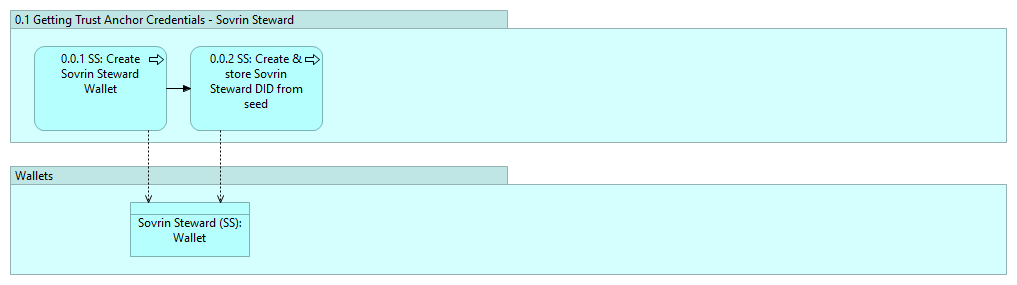 0.1 Getting Trust Anchor Credentials - Sovrin Steward
0.0.1 SS: Create
Sovrin Steward
Wallet
0.0.2 SS: Create &
store Sovrin
Steward DID from
seed
Wallets
Sovrin Steward (SS):
Wallet